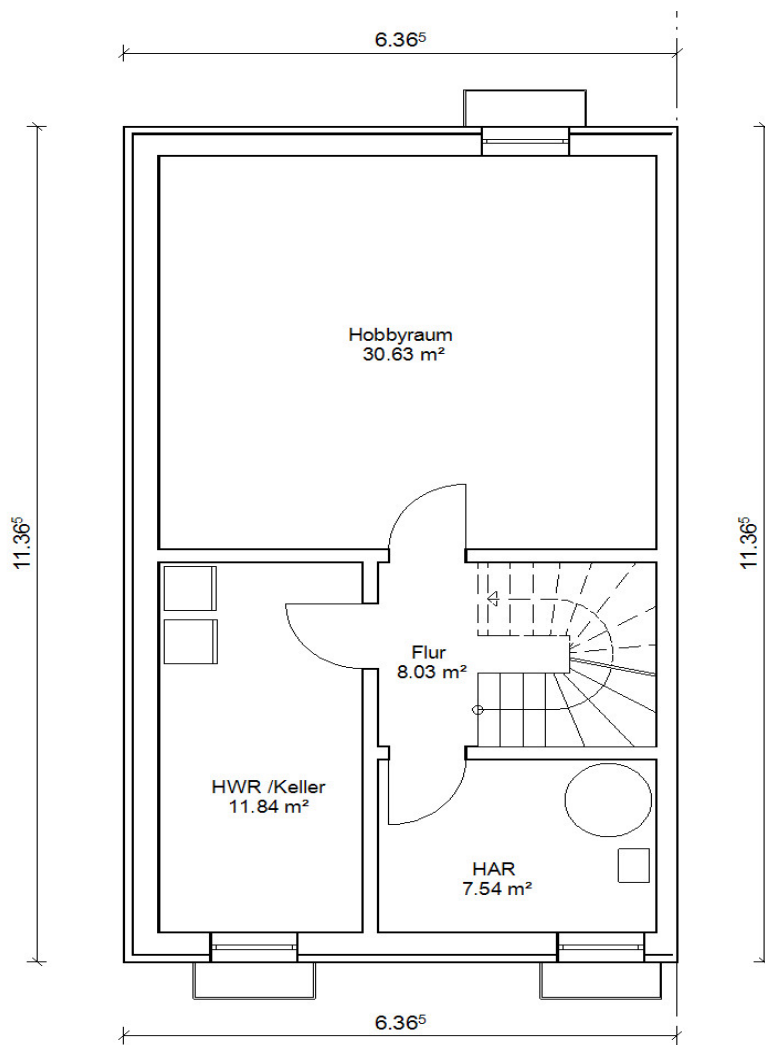 6.36⁵
11.36⁵
11.36⁵
Hobbyraum
30.63 m²
Flur
8.03 m²
HWR /Keller
11.84 m²
HAR
7.54 m²
6.36⁵